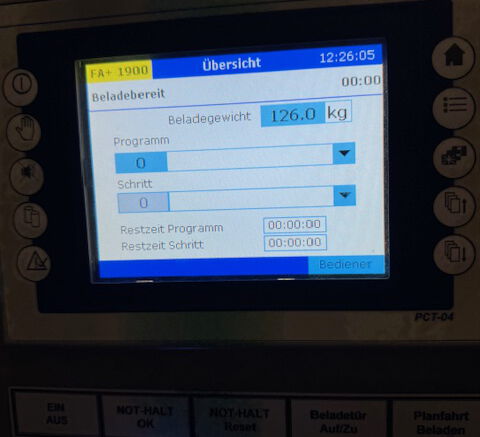 FA+ 1900
Übersicht
12:26:05
Beladebereit
00:00
Beladegewicht 126.0 kg
Programm
0
Schritt
0
Restzeit Programm 00:00:00
Restzeit Schritt 00:00:00
Bediener
PCT-04
EIN
AUS
NOT-HALT
OK
NOT-HALT
Reset
Beladetür
Auf/Zu
Planfahrt
Beladen